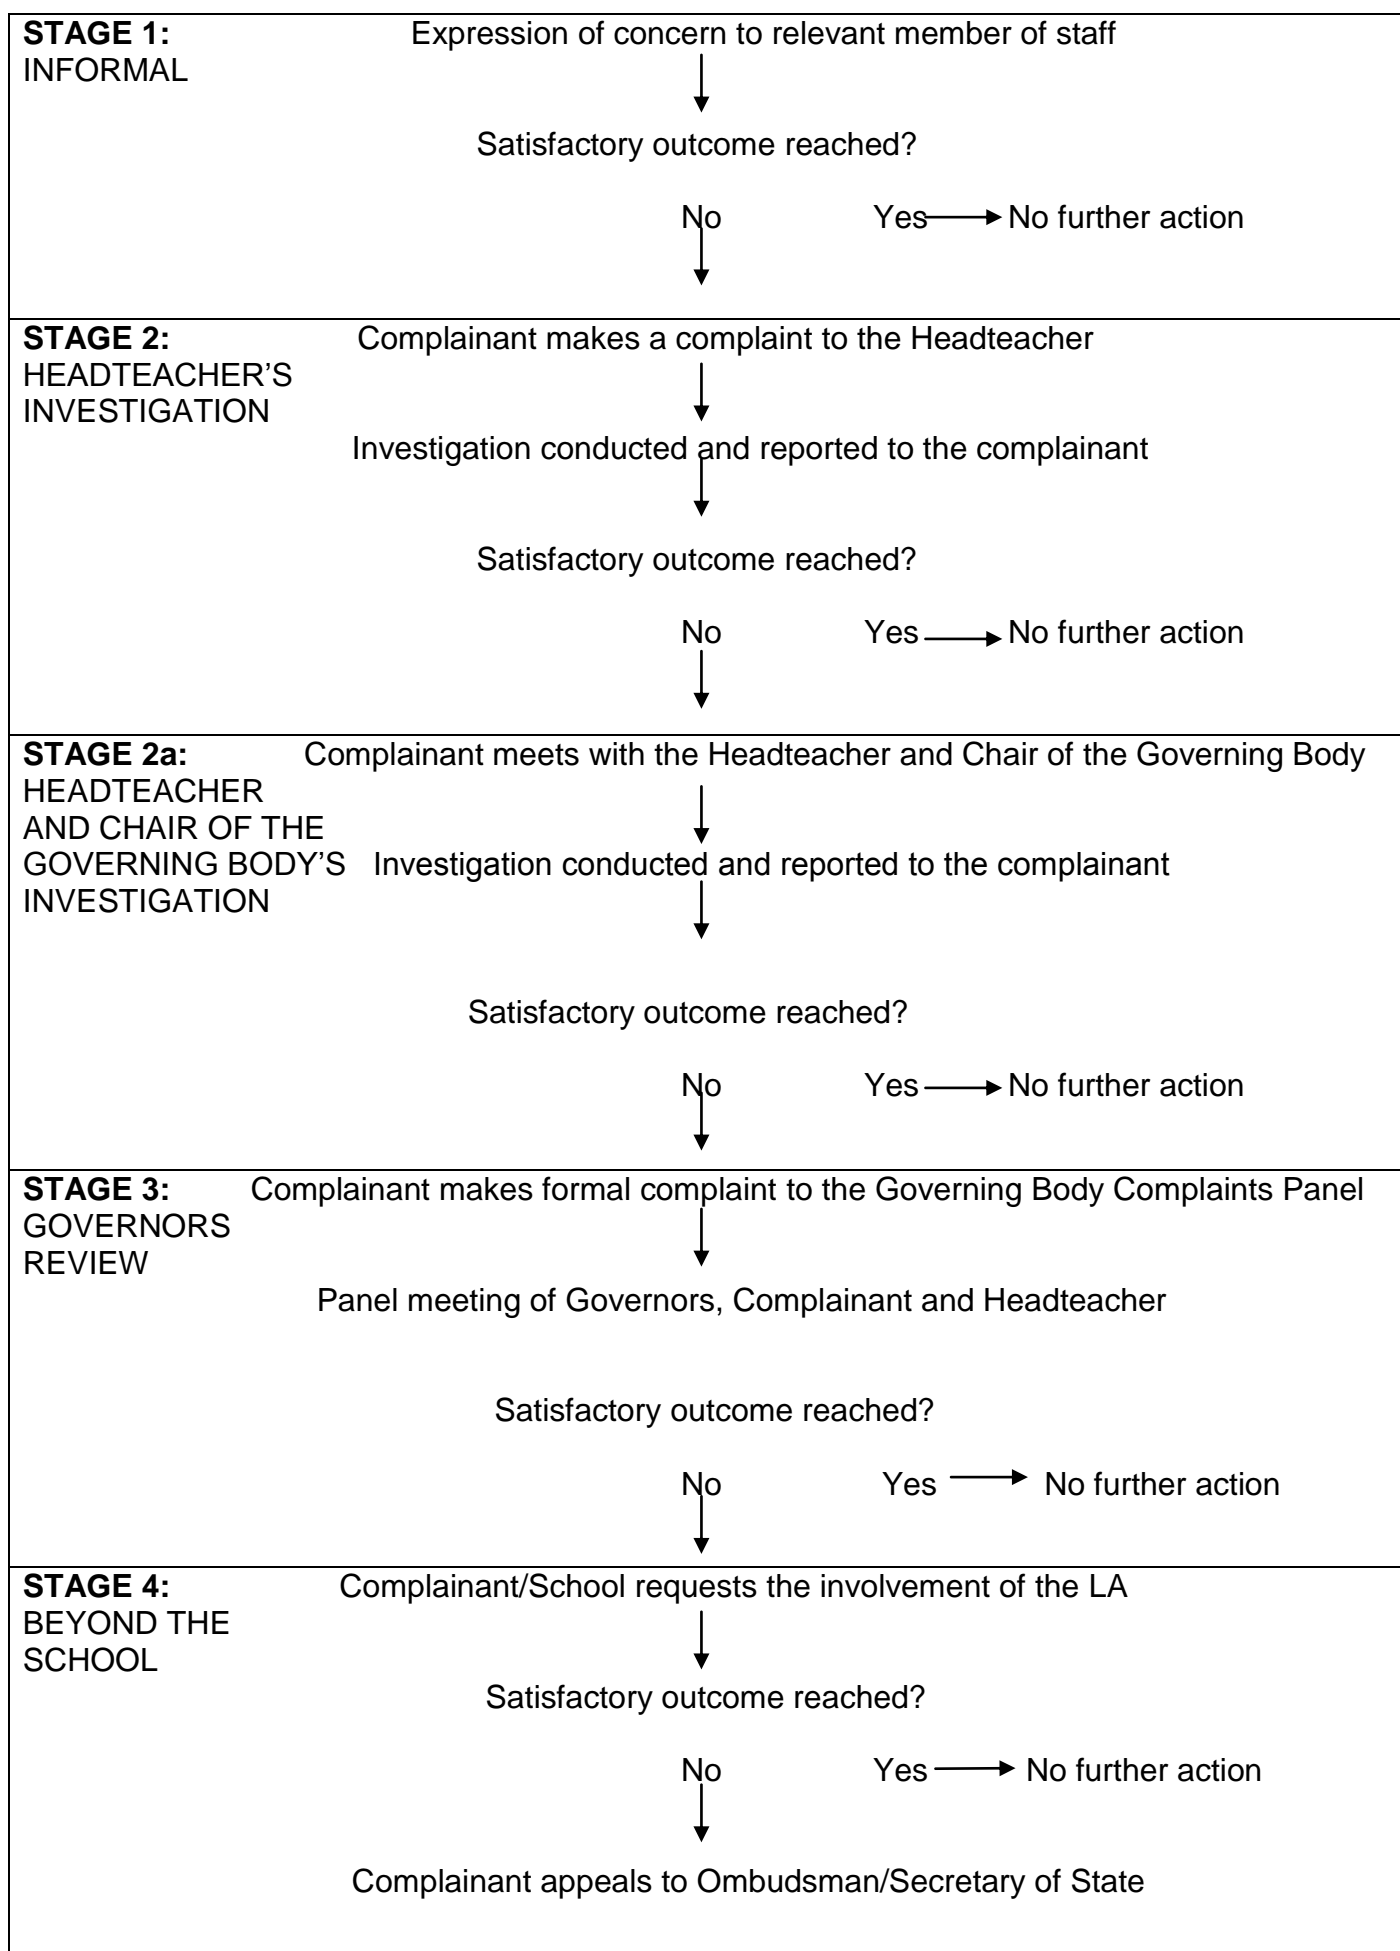 STAGE 1: Expression of concern to relevant member of staff
INFORMAL
Satisfactory outcome reached?
No Yes No further action
STAGE 2: Complainant makes a complaint to the Headteacher
HEADTEACHER'S
INVESTIGATION
Investigation conducted and reported to the complainant
Satisfactory outcome reached?
No Yes No further action
STAGE 2a: Complainant meets with the Headteacher and Chair of the Governing Body
HEADTEACHER
AND CHAIR OF THE
GOVERNING BODY'S Investigation conducted and reported to the complainant
INVESTIGATION
Satisfactory outcome reached?
No Yes No further action
STAGE 3: Complainant makes formal complaint to the Governing Body Complaints Panel
GOVERNORS
REVIEW
Panel meeting of Governors, Complainant and Headteacher
Satisfactory outcome reached?
No Yes No further action
STAGE 4: Complainant/School requests the involvement of the LA
BEYOND THE
SCHOOL
Satisfactory outcome reached?
No Yes No further action
Complainant appeals to Ombudsman/Secretary of State